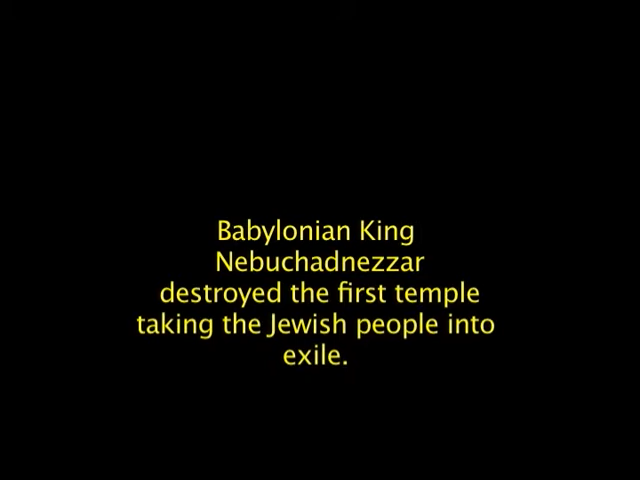 Babylonian King
Nebuchadnezzar
destroyed the first temple
taking the Jewish people into
exile.